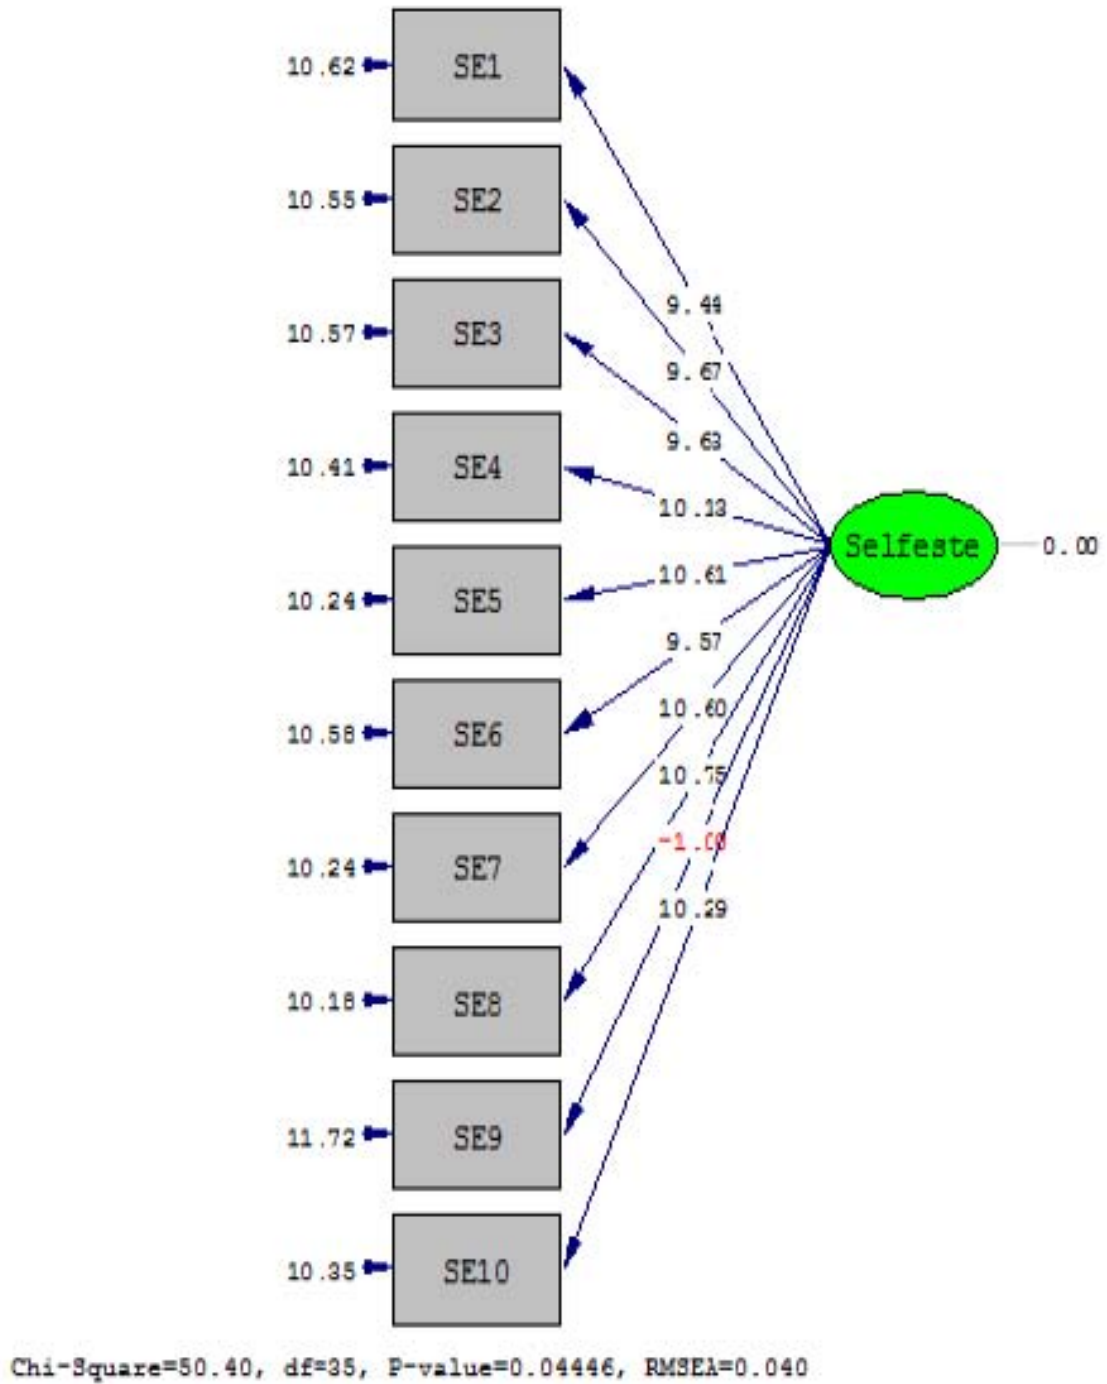 10.62 SE1
10.55 SE2
9.44
10.57 SE3
9.67
9.63
10.41 SE4
10.13
Selfeste 0.00
10.24 SE5
10.61
9.57
10.58 SE6
10.60
10.75
-1.00
10.24 SE7
10.29
10.18 SE8
11.72 SE9
10.35 SE10
Chi-Square=50.40, df=35, P-value=0.04446, RMSEA=0.040